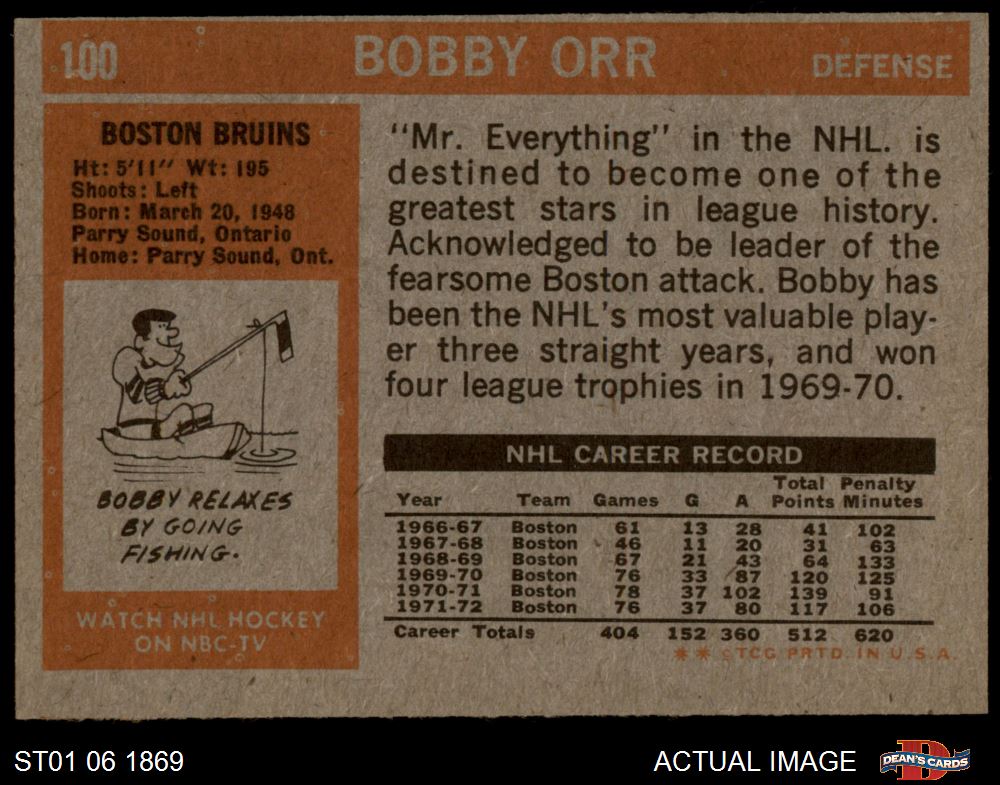 100 BOBBY ORR DEFENSE
BOSTON BRUINS
Ht: 5'11" Wt: 195
Shoots: Left
Born: March 20, 1948
Parry Sound, Ontario
Home: Parry Sound, Ont.
BOBBY RELAXES
BY GOING
FISHING.
WATCH NHL HOCKEY
ON NBC-TV
"Mr. Everything" in the NHL. is
destined to become one of the
greatest stars in league history.
Acknowledged to be leader of the
fearsome Boston attack. Bobby has
been the NHL's most valuable play-
er three straight years, and won
four league trophies in 1969-70.
NHL CAREER RECORD
Year Team Games G A Total Points Penalty Minutes
1966-67 Boston 61 13 28 41 102
1967-68 Boston 46 11 20 31 63
1968-69 Boston 67 21 43 64 133
1969-70 Boston 76 33 87 120 125
1970-71 Boston 78 37 102 139 91
1971-72 Boston 76 37 80 117 106
Career Totals 404 152 360 512 620
** ©TCG PRTD. IN U.S.A.
ST01 06 1869
ACTUAL IMAGE
D
DEAN'S CARDS